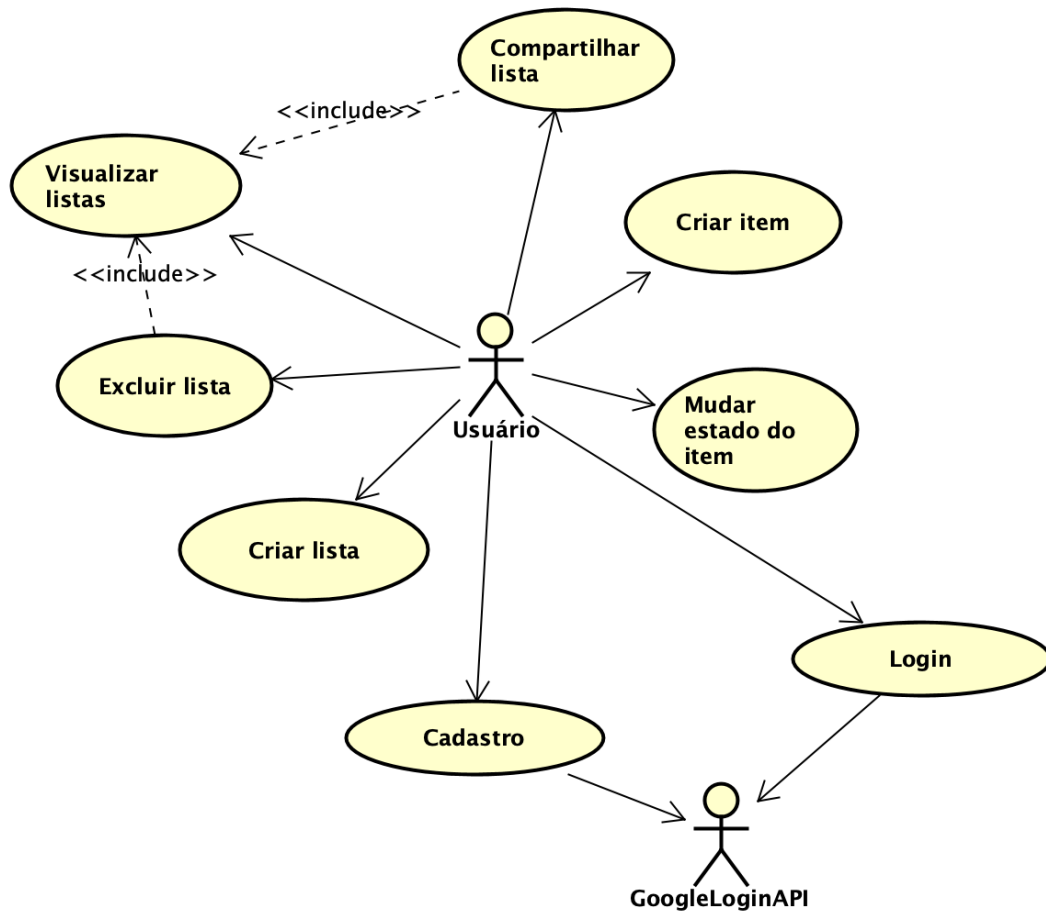 Compartilhar
lista
<<include>>
Visualizar
listas
Criar item
<<include>>
Excluir lista
Mudar
estado do
item
Usuário
Criar lista
Login
Cadastro
GoogleLoginAPI